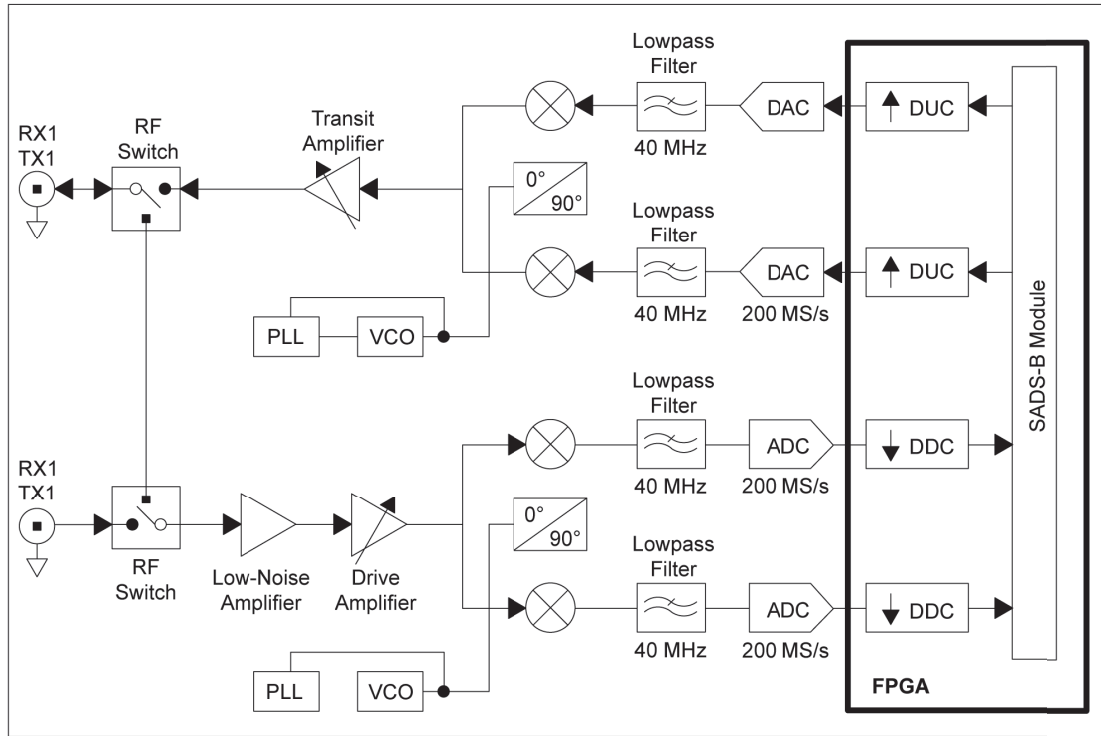 Lowpass
Filter
DAC
40 MHz
DUC
RX1
TX1
RF
Switch
Transit
Amplifier
0°
90°
Lowpass
Filter
DAC
40 MHz
200 MS/s
DUC
PLL
VCO
SADS-B Module
Lowpass
Filter
ADC
40 MHz
200 MS/s
DDC
RX1
TX1
RF
Switch
Low-Noise
Amplifier
Drive
Amplifier
0°
90°
Lowpass
Filter
ADC
40 MHz
200 MS/s
DDC
PLL
VCO
FPGA